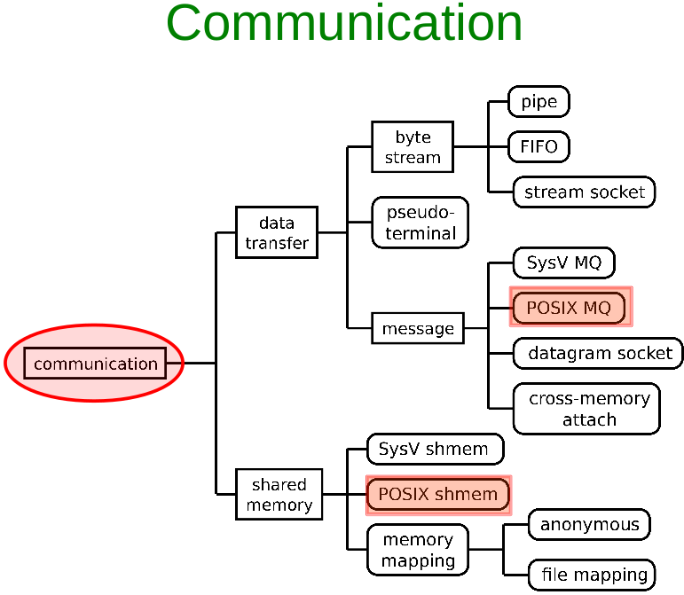 Communication
pipe
byte
stream
FIFO
stream socket
data
transfer
pseudo-
terminal
SysV MQ
POSIX MQ
message
datagram socket
communication
cross-memory
attach
SysV shmem
shared
memory
POSIX shmem
memory
mapping
anonymous
file mapping